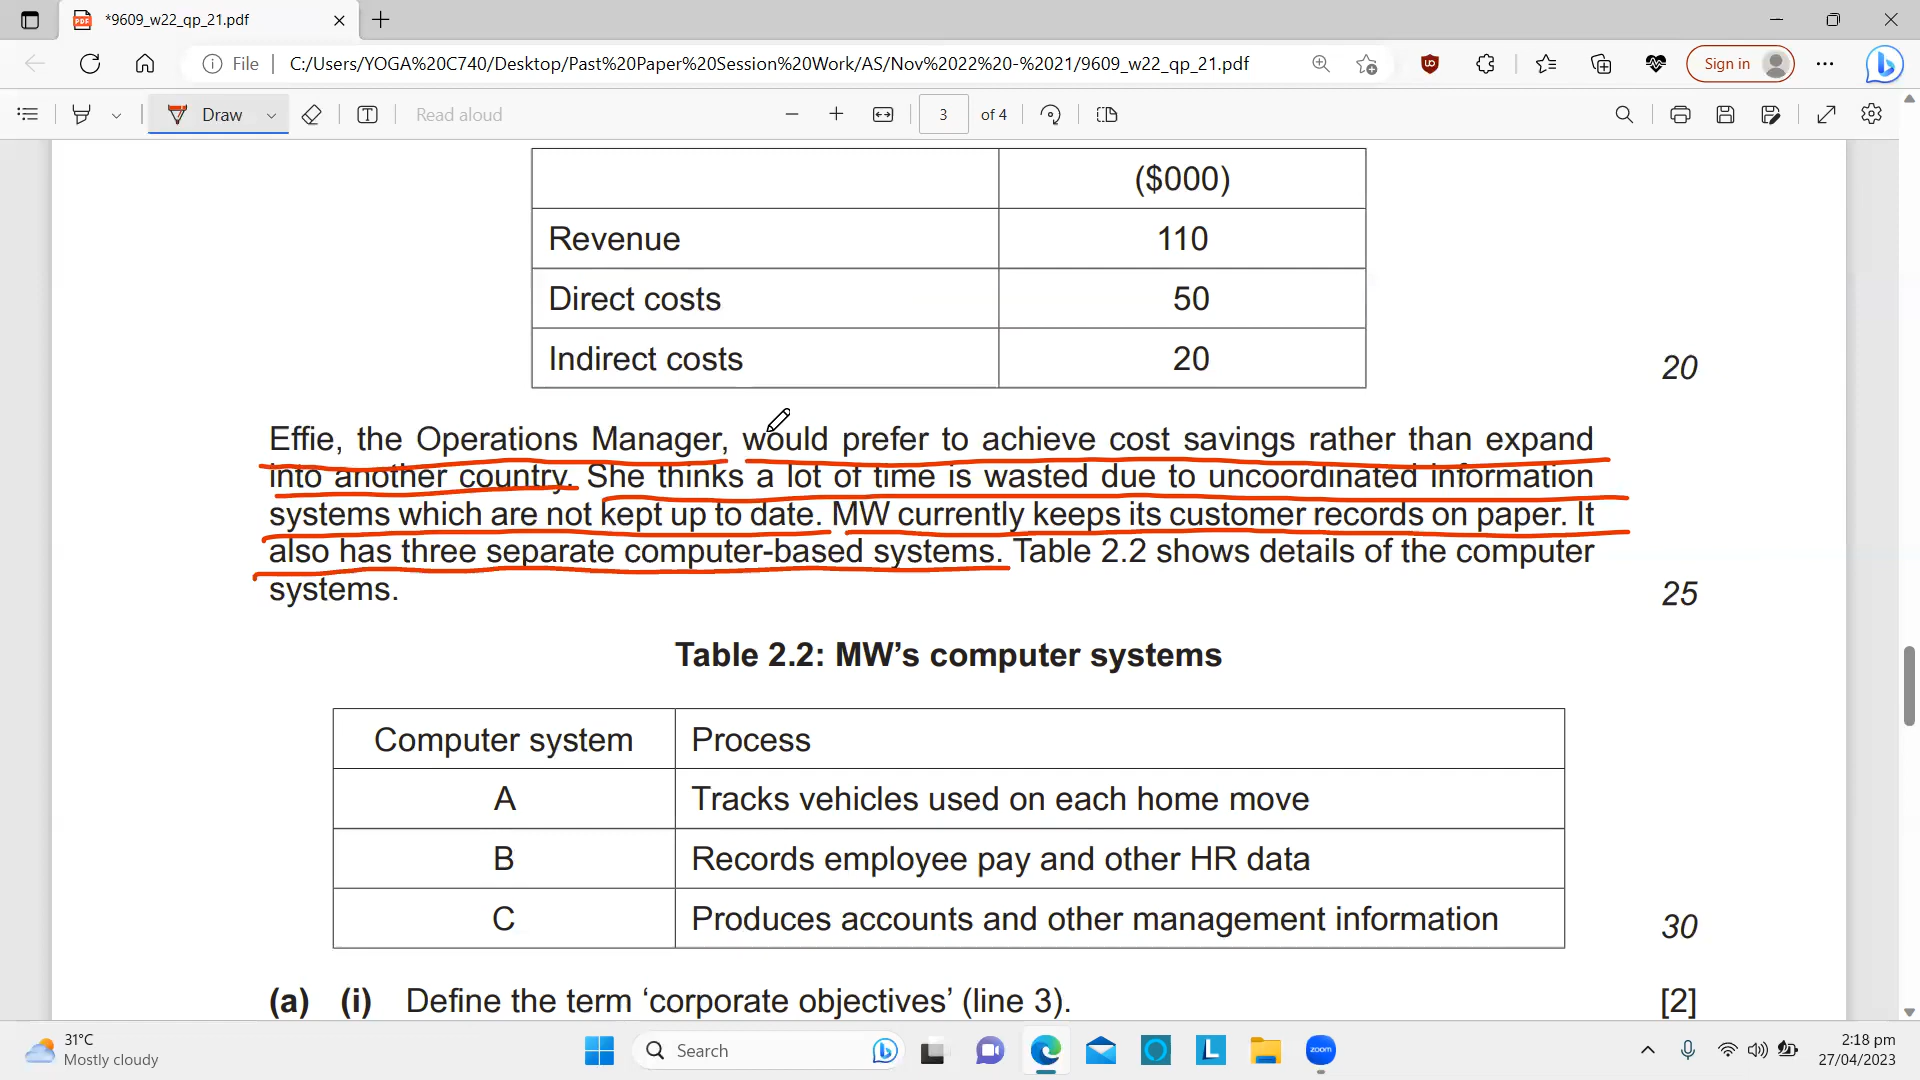 *9609_w22_qp_21.pdf
File
C:/Users/YOGA%20C740/Desktop/Past%20Paper%20Session%20Work/AS/Nov%2022%20-%2021/9609_w22_qp_21.pdf
Sign in
Draw
Read aloud
3 of 4
($000)
Revenue 110
Direct costs 50
Indirect costs 20
20
Effie, the Operations Manager, would prefer to achieve cost savings rather than expand
into another country. She thinks a lot of time is wasted due to uncoordinated information
systems which are not kept up to date. MW currently keeps its customer records on paper. It
also has three separate computer-based systems. Table 2.2 shows details of the computer
systems.
25
Table 2.2: MW’s computer systems
Computer system Process
A Tracks vehicles used on each home move
B Records employee pay and other HR data
C Produces accounts and other management information
30
(a) (i) Define the term ‘corporate objectives’ (line 3). [2]
31°C
Mostly cloudy
Search
L
zoom
2:18 pm
27/04/2023